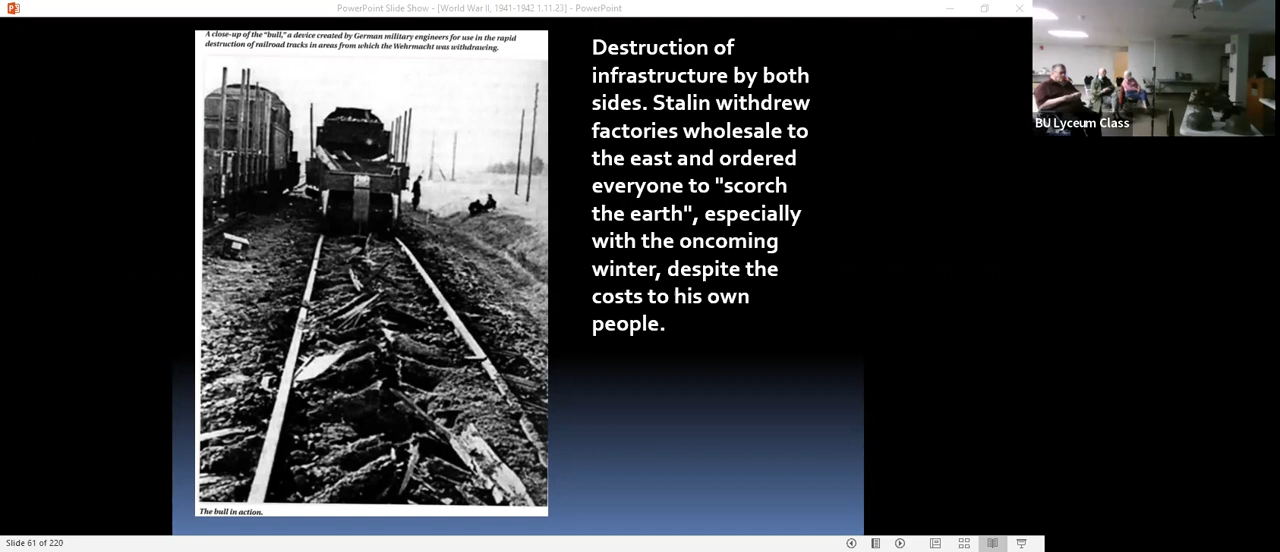 PowerPoint Slide Show - [World War II, 1941-1942 1.11.23] - PowerPoint
A close-up of the "bull," a device created by German military engineers for use in the rapid
destruction of railroad tracks in areas from which the Wehrmacht was withdrawing.
The bull in action.
Destruction of
infrastructure by both
sides. Stalin withdrew
factories wholesale to
the east and ordered
everyone to "scorch
the earth", especially
with the oncoming
winter, despite the
costs to his own
people.
BU Lyceum Class
Slide 61 of 220